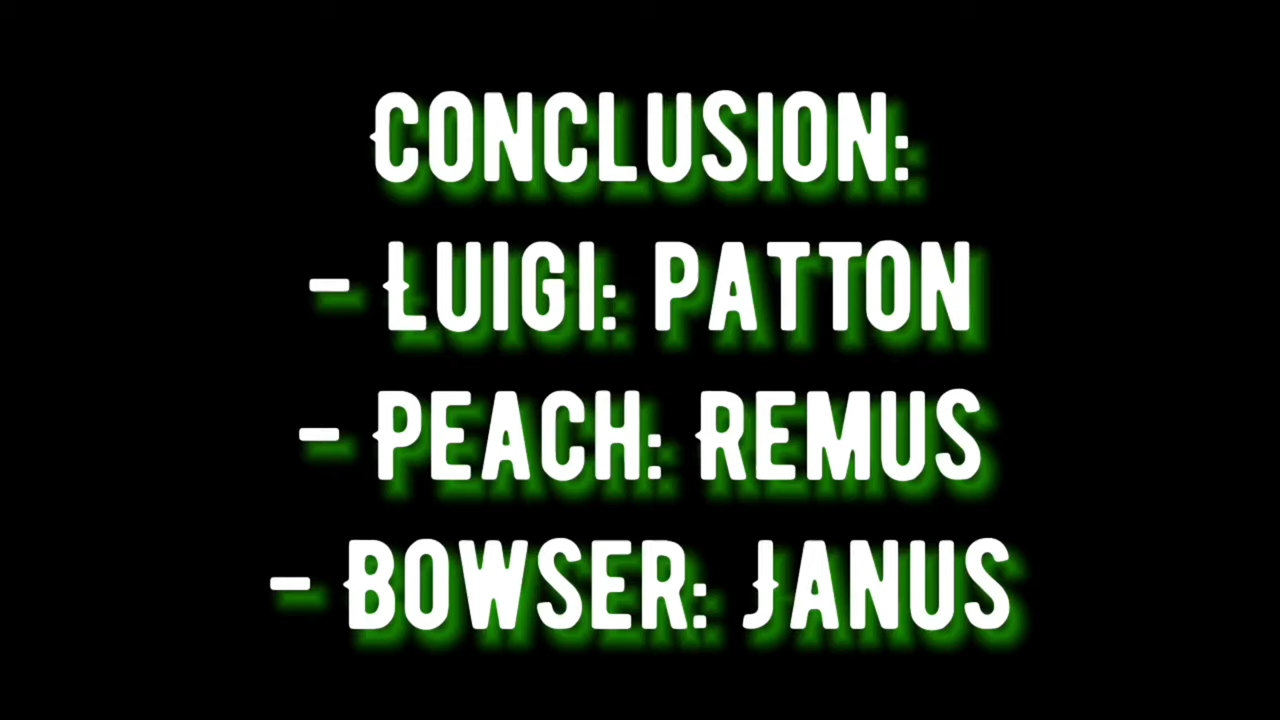 Conclusion:
- Luigi: Patton
- Peach: Remus
- Bowser: Janus